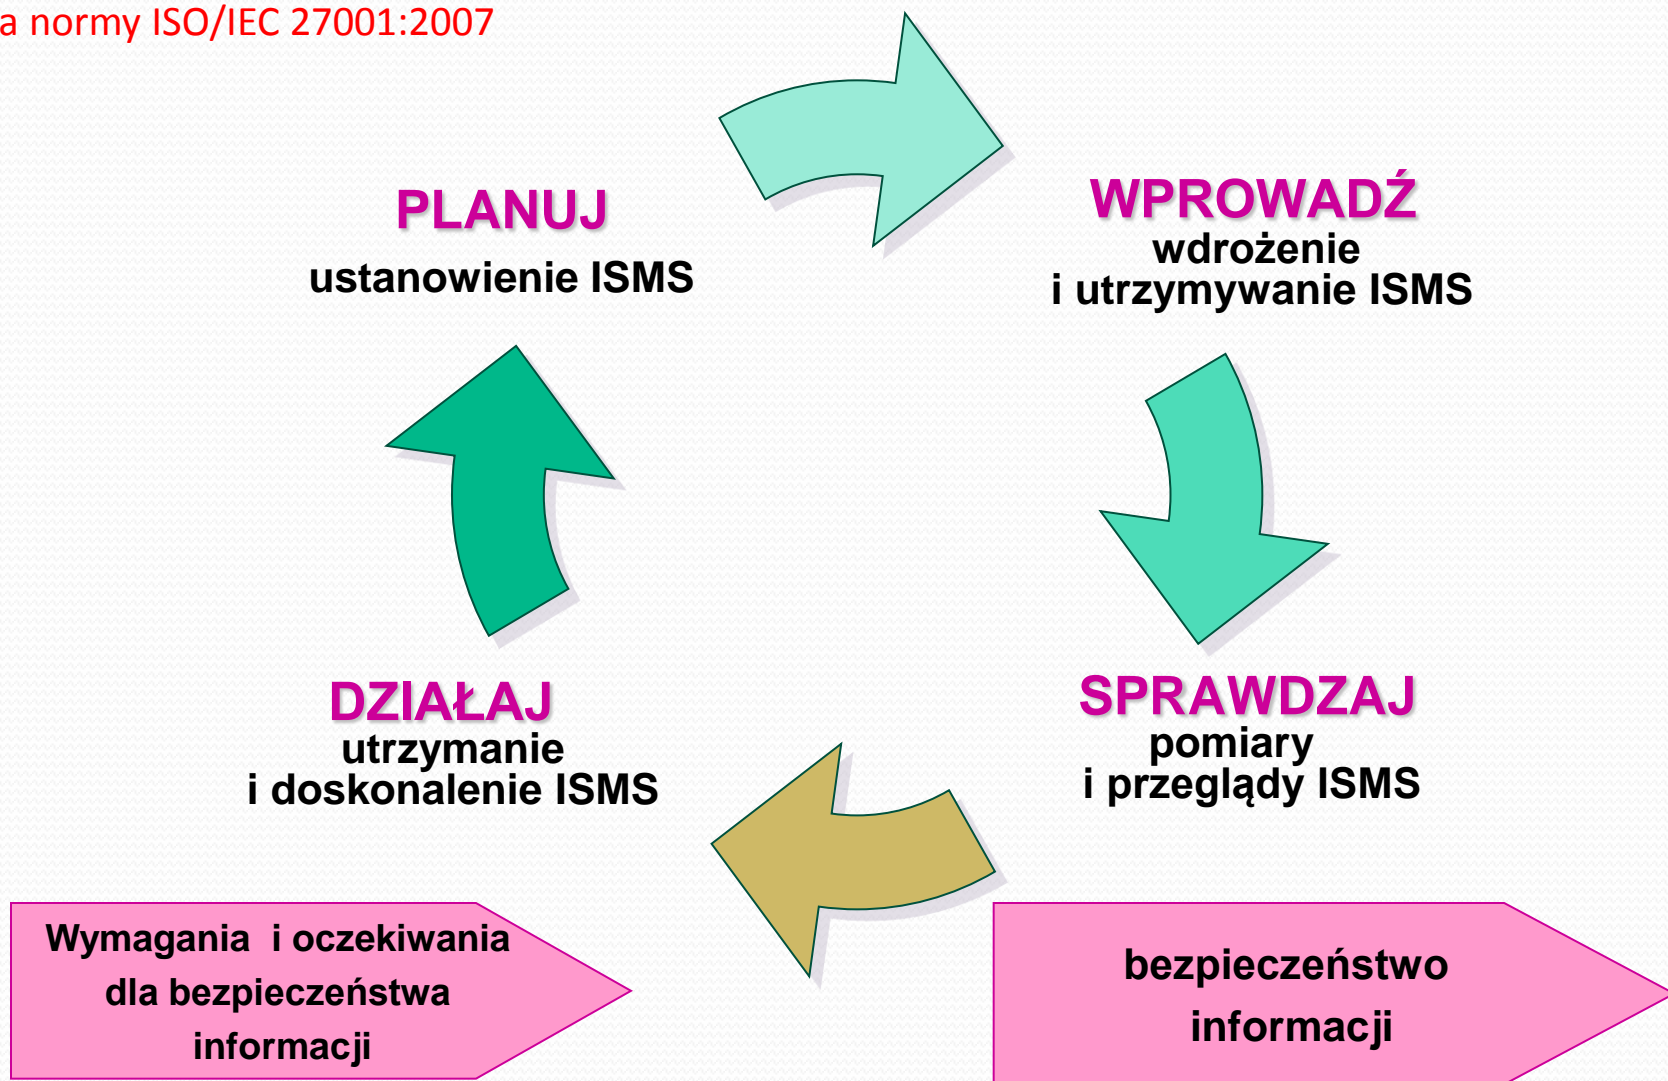 a normy ISO/IEC 27001:2007
PLANUJ
ustanowienie ISMS
WPROWADŹ
wdrożenie
i utrzymywanie ISMS
DZIAŁAJ
utrzymanie
i doskonalenie ISMS
SPRAWDZAJ
pomiary
i przeglądy ISMS
Wymagania i oczekiwania
dla bezpieczeństwa
informacji
bezpieczeństwo
informacji